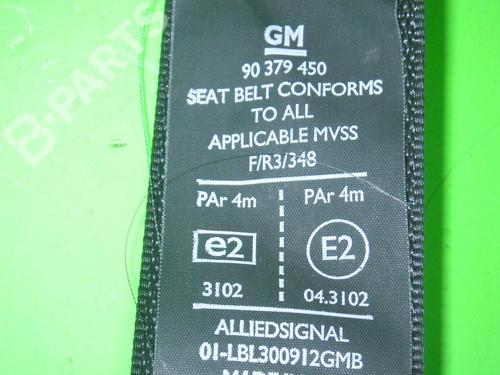 GM
90 379 450
SEAT BELT CONFORMS
TO ALL
APPLICABLE MVSS
F/R3/348
PAr 4m
e2
3102
PAr 4m
E2
04.3102
ALLIEDSIGNAL
01-LBL300912GMB
B-PARTS